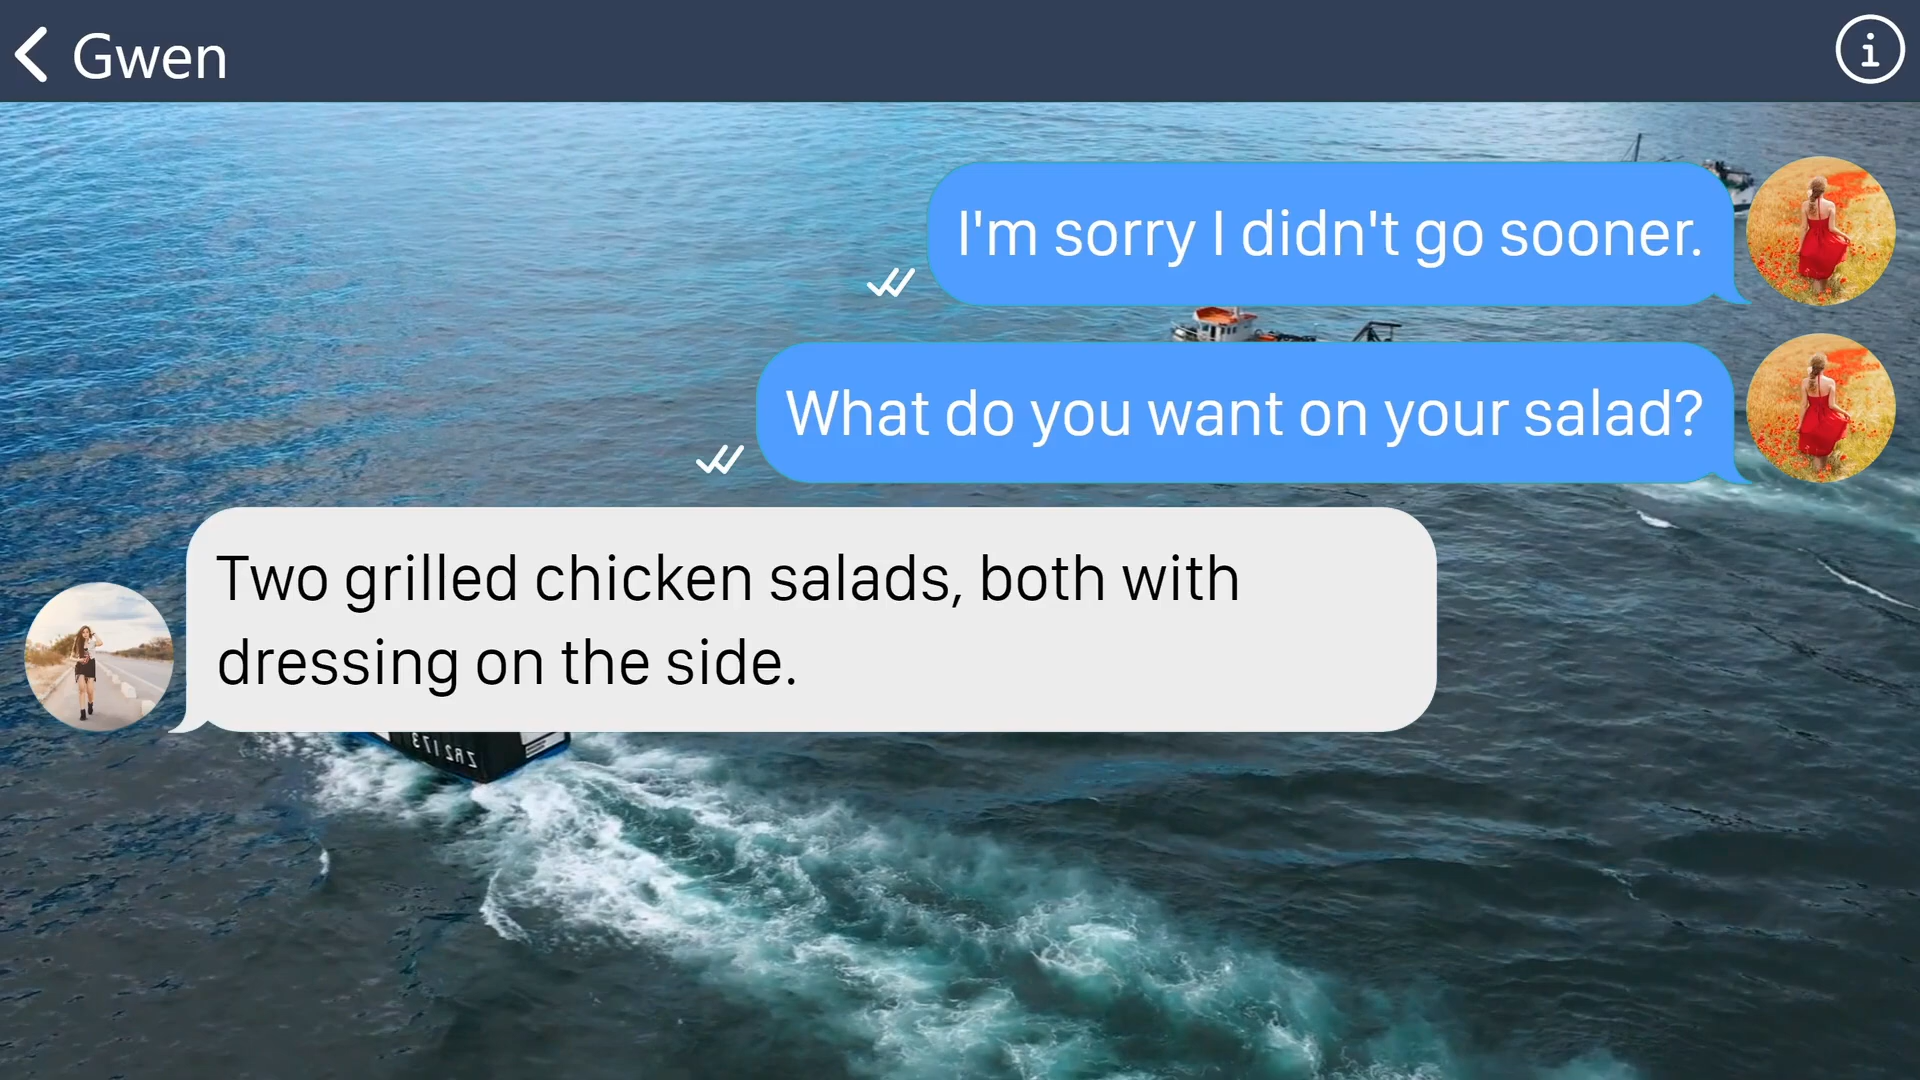 Gwen
I'm sorry I didn't go sooner.
What do you want on your salad?
Two grilled chicken salads, both with
dressing on the side.
ZR2173